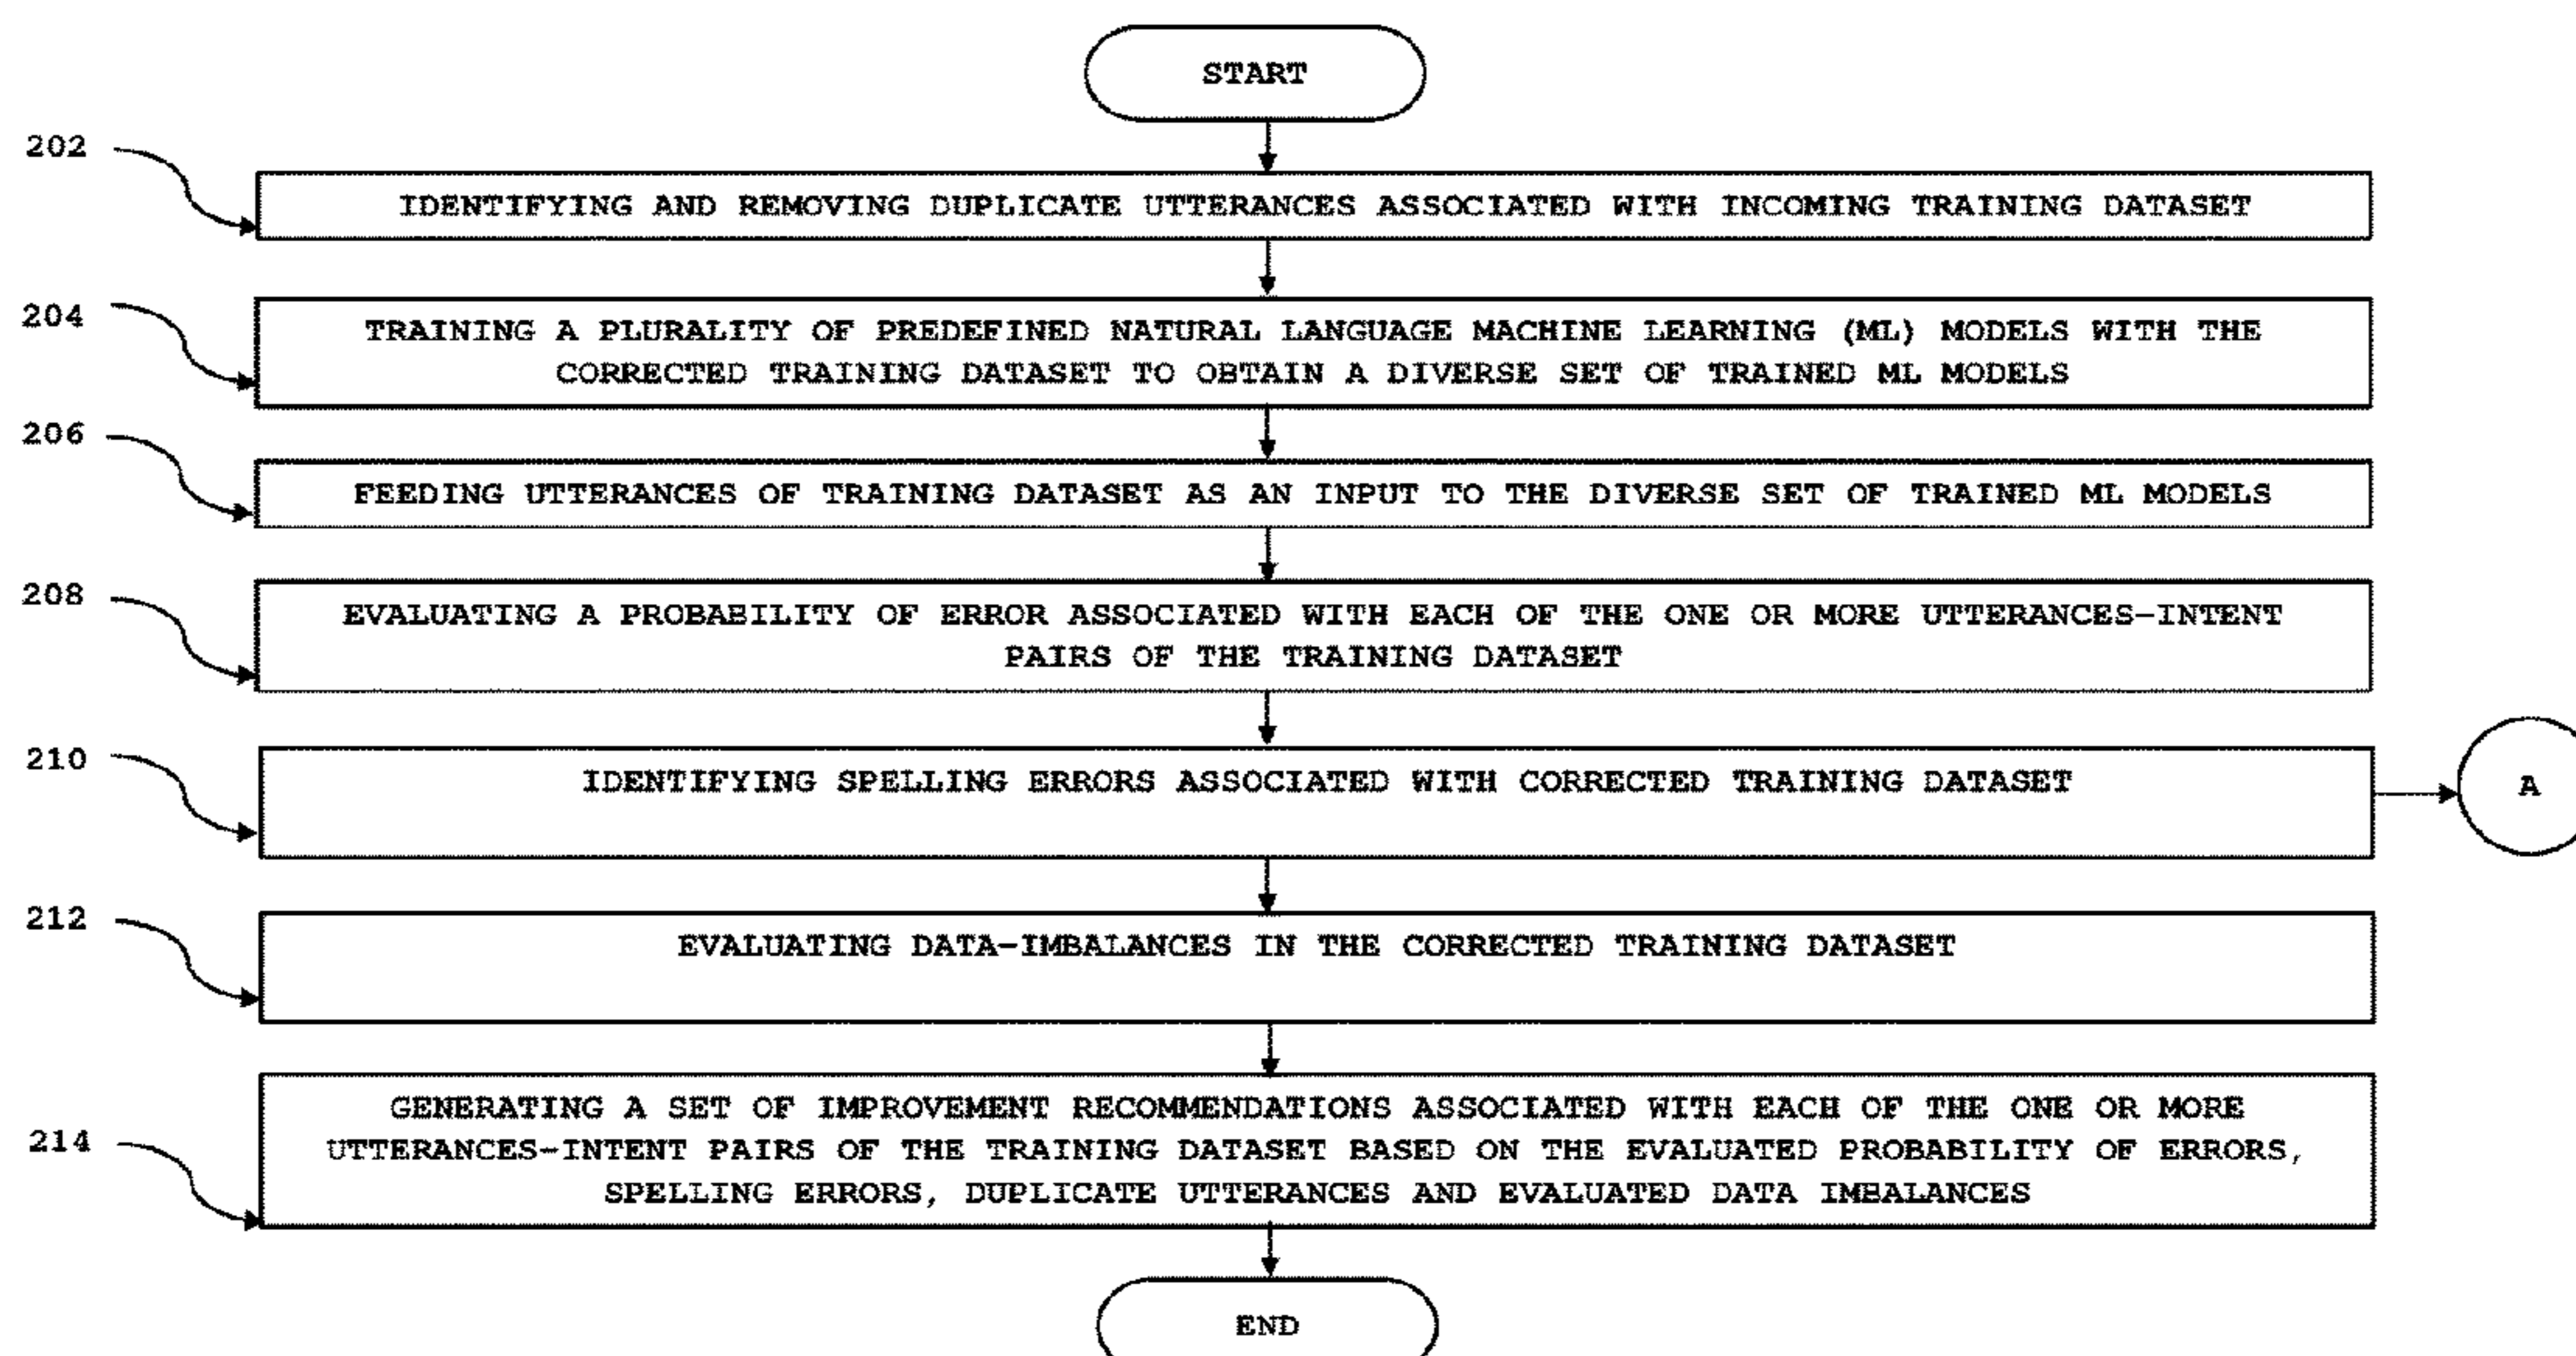 START
202
IDENTIFYING AND REMOVING DUPLICATE UTTERANCES ASSOCIATED WITH INCOMING TRAINING DATASET
204
TRAINING A PLURALITY OF PREDEFINED NATURAL LANGUAGE MACHINE LEARNING (ML) MODELS WITH THE
CORRECTED TRAINING DATASET TO OBTAIN A DIVERSE SET OF TRAINED ML MODELS
206
FEEDING UTTERANCES OF TRAINING DATASET AS AN INPUT TO THE DIVERSE SET OF TRAINED ML MODELS
208
EVALUATING A PROBABILITY OF ERROR ASSOCIATED WITH EACH OF THE ONE OR MORE UTTERANCES-INTENT
PAIRS OF THE TRAINING DATASET
210
IDENTIFYING SPELLING ERRORS ASSOCIATED WITH CORRECTED TRAINING DATASET
A
212
EVALUATING DATA-IMBALANCES IN THE CORRECTED TRAINING DATASET
214
GENERATING A SET OF IMPROVEMENT RECOMMENDATIONS ASSOCIATED WITH EACH OF THE ONE OR MORE
UTTERANCES-INTENT PAIRS OF THE TRAINING DATASET BASED ON THE EVALUATED PROBABILITY OF ERRORS,
SPELLING ERRORS, DUPLICATE UTTERANCES AND EVALUATED DATA IMBALANCES
END